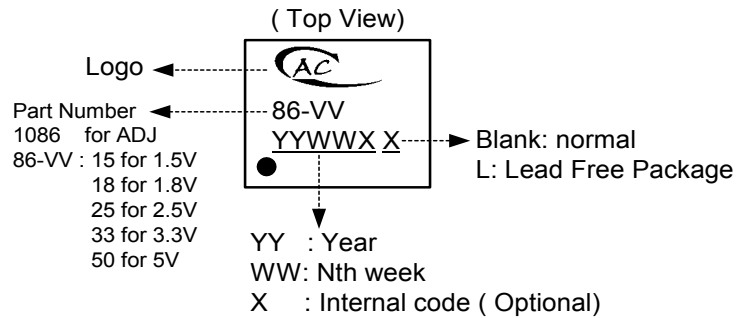 ( Top View)
Logo
AC
Part Number
1086 for ADJ
86-VV : 15 for 1.5V
18 for 1.8V
25 for 2.5V
33 for 3.3V
50 for 5V
86-VV
YYWWX X
Blank: normal
L: Lead Free Package
YY : Year
WW: Nth week
X : Internal code ( Optional)